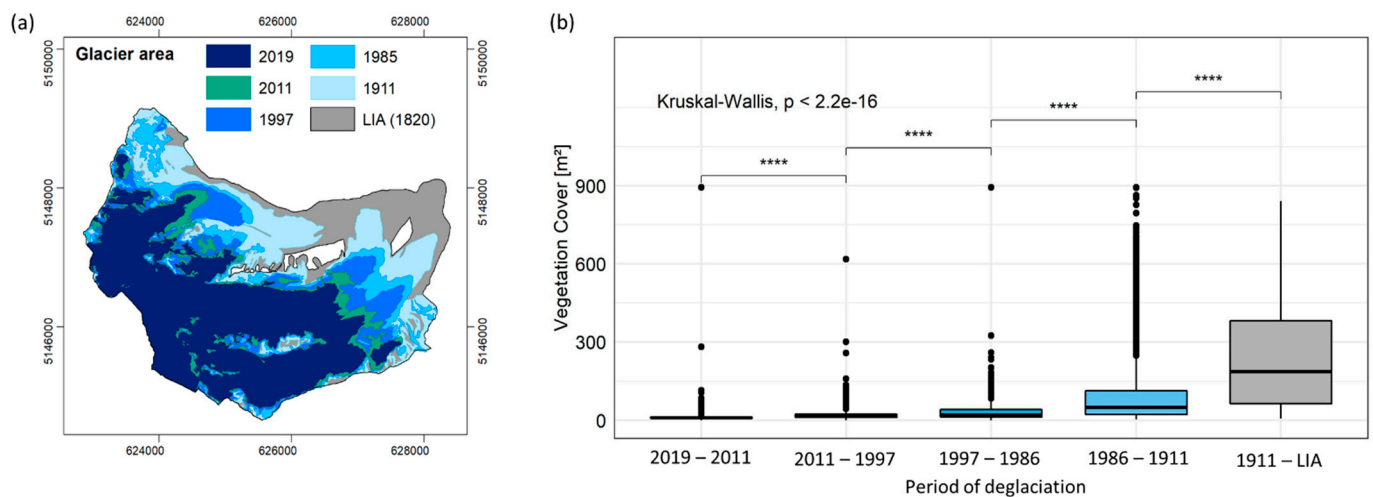 (a)
624000 626000 628000
Glacier area
2019
2011
1997
1985
1911
LIA (1820)
5150000
5148000
5146000
5150000
5148000
5146000
624000 626000 628000
(b)
Kruskal-Wallis, p < 2.2e-16
****
****
****
****
Vegetation Cover [m²]
900
600
300
0
2019 – 2011 2011 – 1997 1997 – 1986 1986 – 1911 1911 – LIA
Period of deglaciation